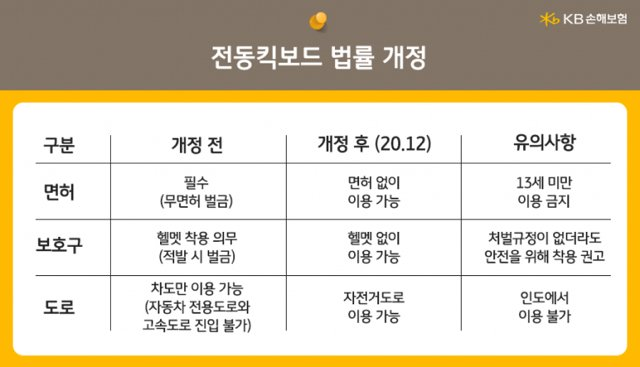 KB손해보험
전동킥보드 법률 개정
구분
개정 전
개정 후 (20.12)
유의사항
면허
필수
(무면허 벌금)
면허 없이
이용 가능
13세 미만
이용 금지
보호구
헬멧 착용 의무
(적발 시 벌금)
헬멧 없이
이용 가능
처벌규정이 없더라도
안전을 위해 착용 권고
도로
차도만 이용 가능
(자동차 전용도로와
고속도로 진입 불가)
자전거도로
이용 가능
인도에서
이용 불가